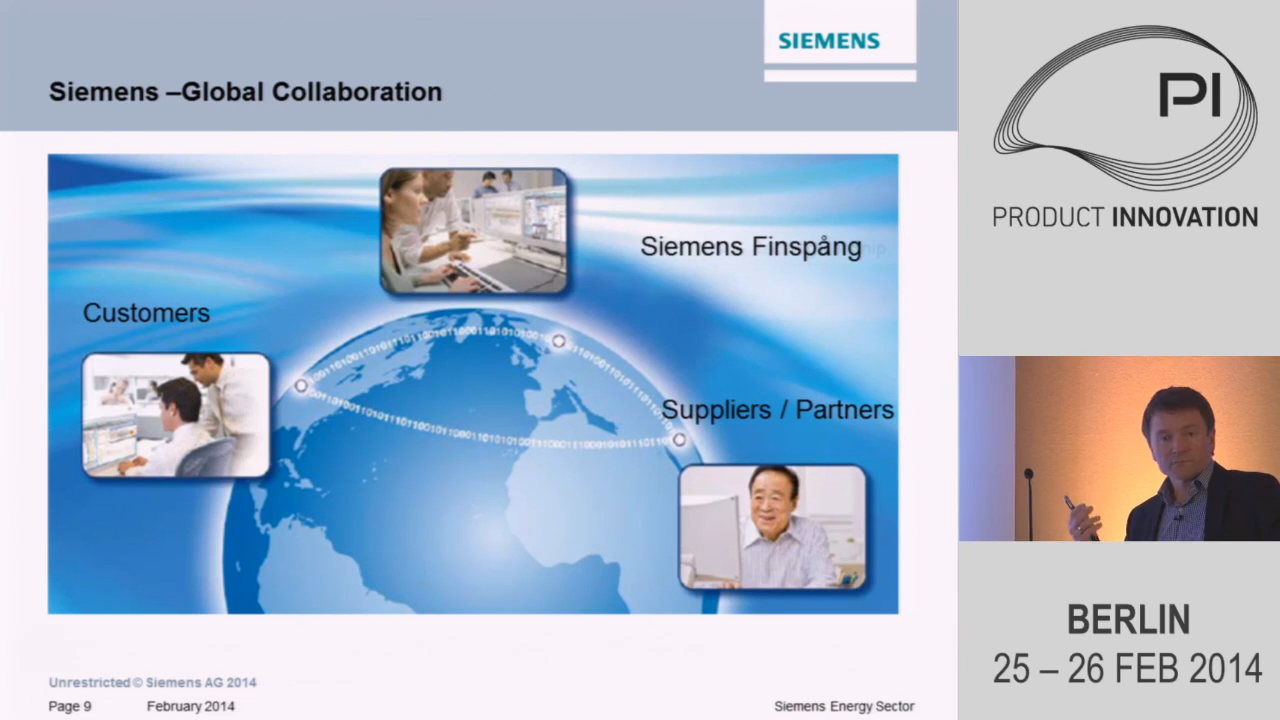 SIEMENS
Siemens –Global Collaboration
Siemens Finspång
Customers
Suppliers / Partners
Unrestricted © Siemens AG 2014
Page 9 February 2014 Siemens Energy Sector
PI
PRODUCT INNOVATION
BERLIN
25 – 26 FEB 2014